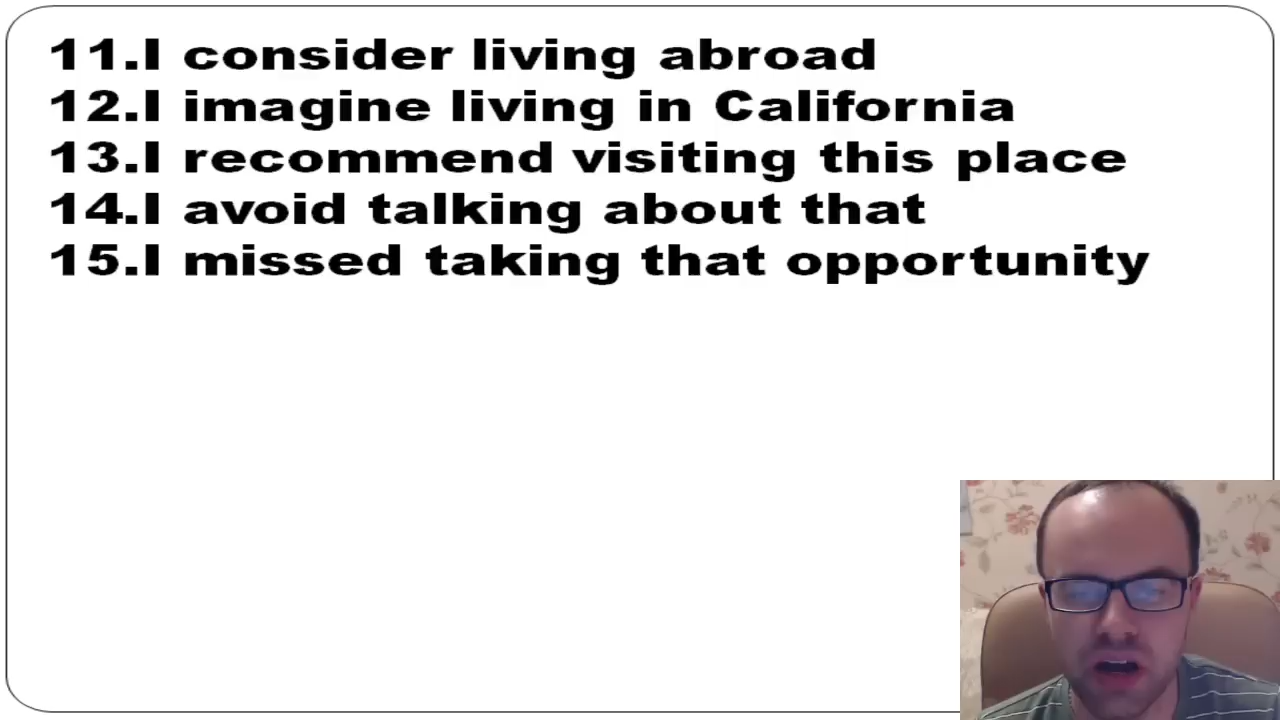 11.I consider living abroad
12.I imagine living in California
13.I recommend visiting this place
14.I avoid talking about that
15.I missed taking that opportunity